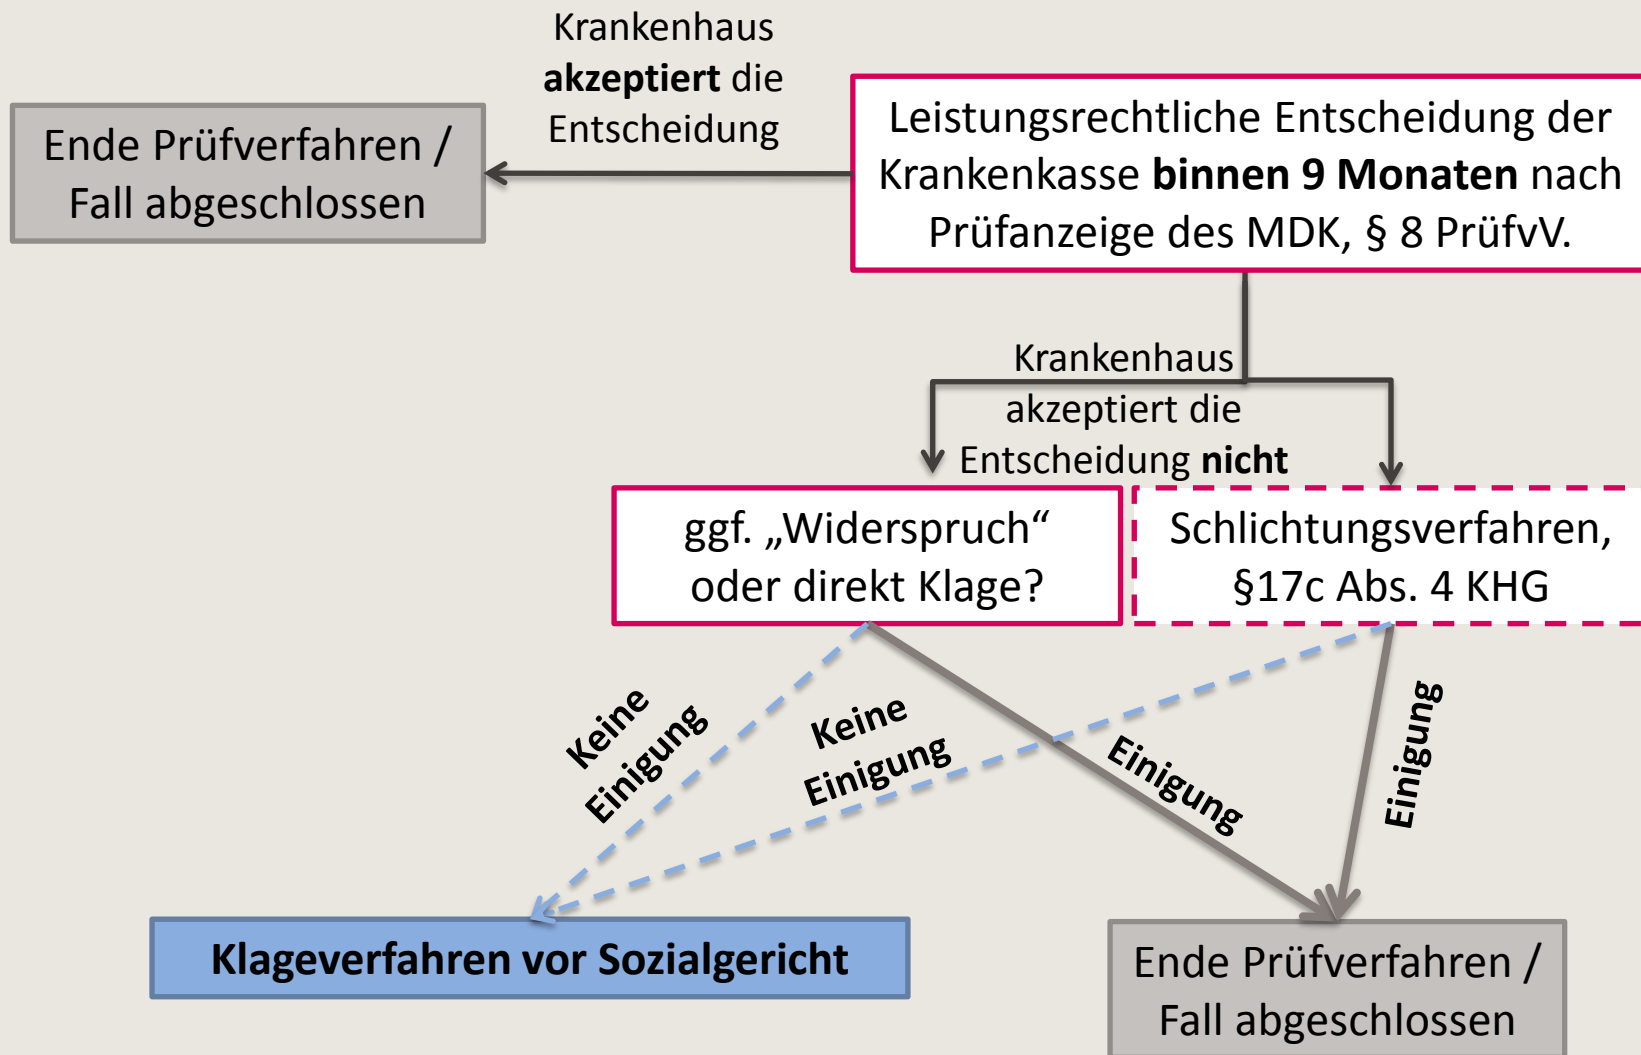 Krankenhaus
akzeptiert die
Entscheidung
Ende Prüfverfahren /
Fall abgeschlossen
Leistungsrechtliche Entscheidung der
Krankenkasse binnen 9 Monaten nach
Prüfanzeige des MDK, § 8 PrüfvV.
Krankenhaus
akzeptiert die
Entscheidung nicht
ggf. „Widerspruch“
oder direkt Klage?
Schlichtungsverfahren,
§17c Abs. 4 KHG
Keine
Einigung
Keine
Einigung
Einigung
Einigung
Klageverfahren vor Sozialgericht
Ende Prüfverfahren /
Fall abgeschlossen